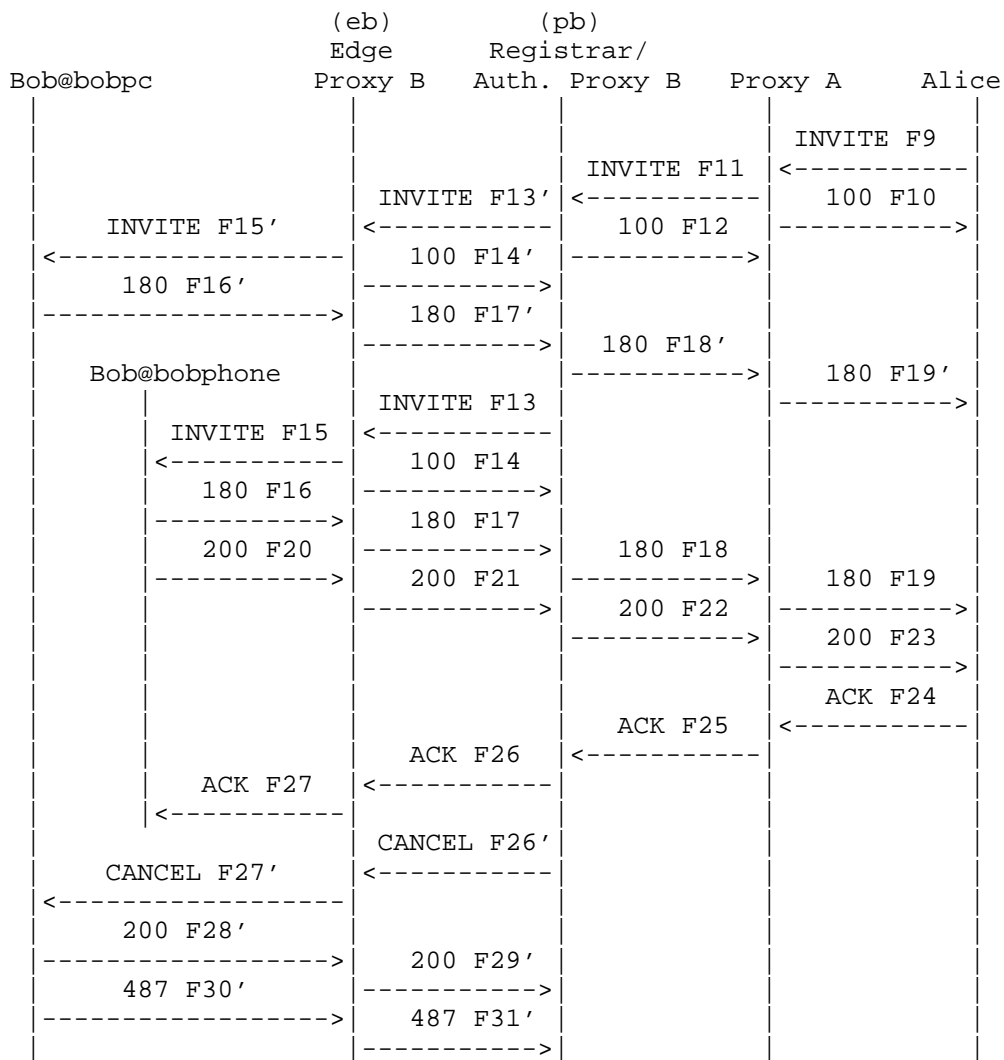 (eb) (pb)
Edge Registrar/
Bob@bobpc Proxy B Auth. Proxy B Proxy A Alice
INVITE F9
INVITE F11
INVITE F13' 100 F10
INVITE F15' 100 F12
100 F14'
180 F16'
180 F17'
180 F18'
Bob@bobphone 180 F19'
INVITE F13
INVITE F15
100 F14
180 F16
180 F17
200 F20 180 F18
200 F21 180 F19
200 F22
200 F23
ACK F24
ACK F25
ACK F26
ACK F27
CANCEL F26'
CANCEL F27'
200 F28'
200 F29'
487 F30'
487 F31'